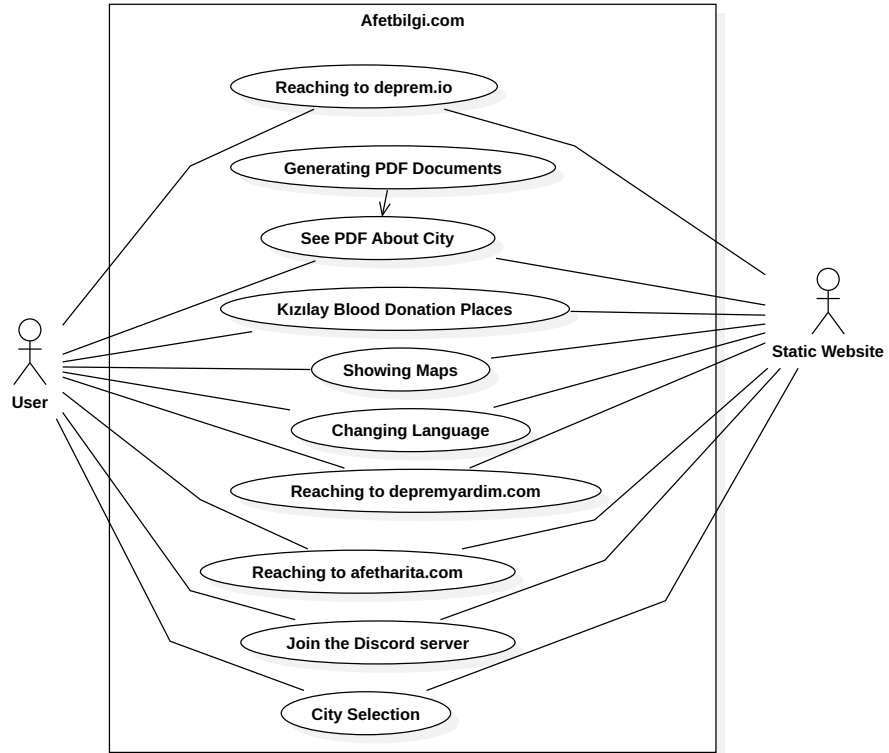 Afetbilgi.com
Reaching to deprem.io
Generating PDF Documents
See PDF About City
Kızılay Blood Donation Places
Showing Maps
Static Website
User
Changing Language
Reaching to depremyardim.com
Reaching to afetharita.com
Join the Discord server
City Selection